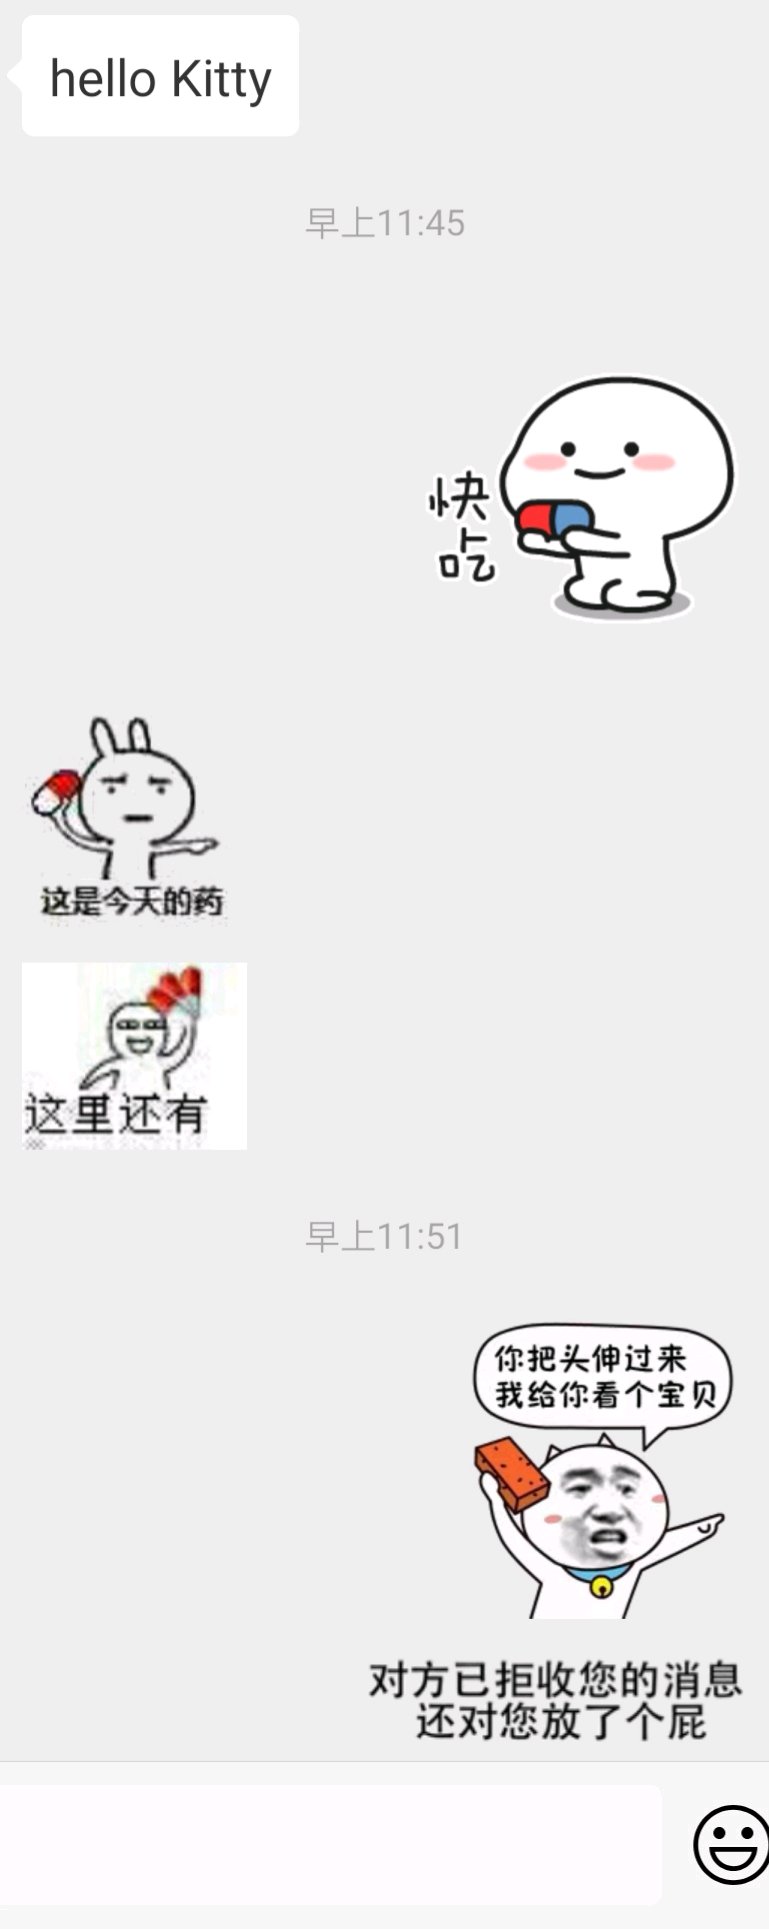 hello Kitty
早上11:45
快
吃
这是今天的药
这里还有
早上11:51
你把头伸过来
我给你看个宝贝
对方已拒收您的消息
还对您放了个屁